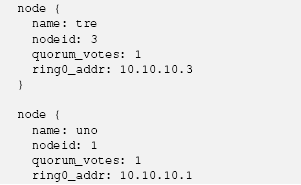 node {
name: tre
nodeid: 3
quorum_votes: 1
ring0_addr: 10.10.10.3
}
node {
name: uno
nodeid: 1
quorum_votes: 1
ring0_addr: 10.10.10.1